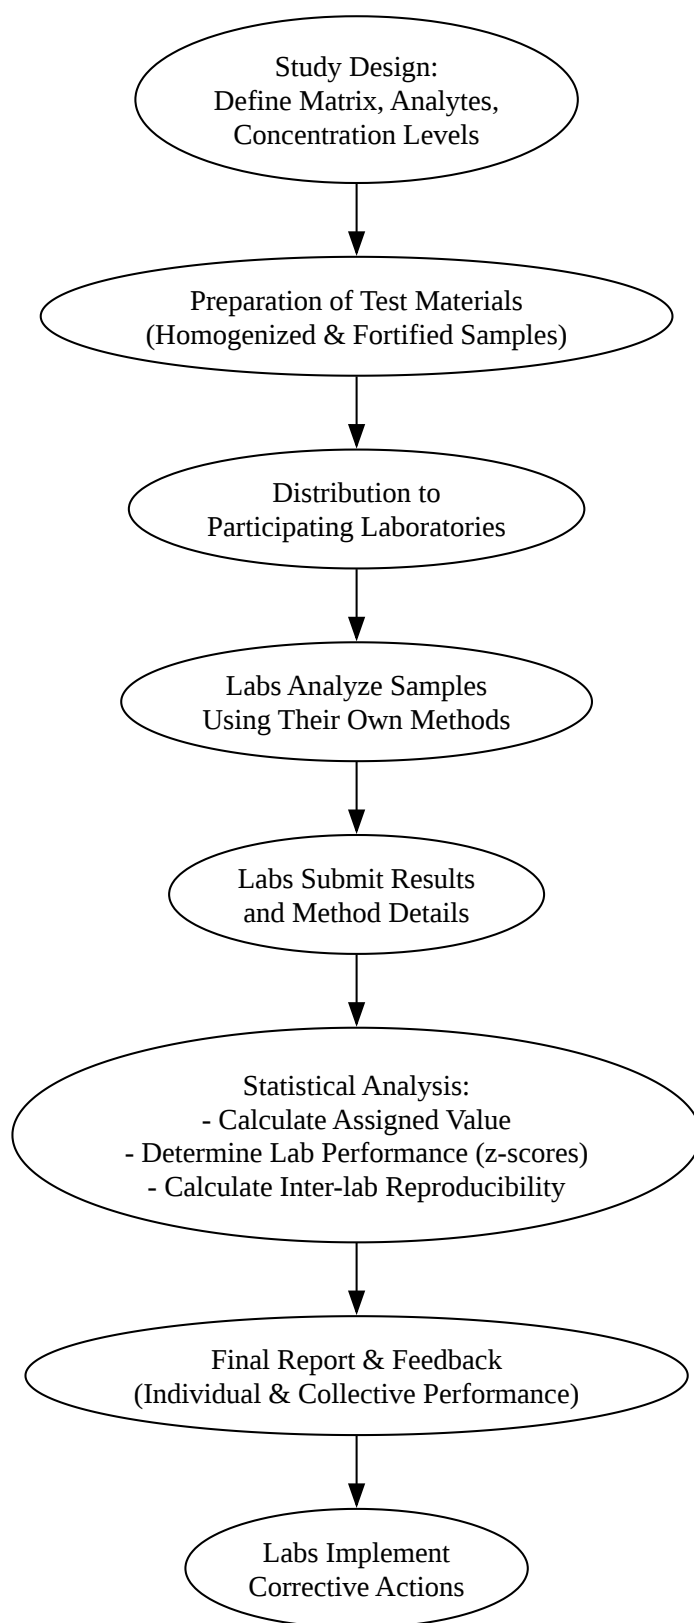 Study Design:
Define Matrix, Analytes,
Concentration Levels
Preparation of Test Materials
(Homogenized & Fortified Samples)
Distribution to
Participating Laboratories
Labs Analyze Samples
Using Their Own Methods
Labs Submit Results
and Method Details
Statistical Analysis:
- Calculate Assigned Value
- Determine Lab Performance (z-scores)
- Calculate Inter-lab Reproducibility
Final Report & Feedback
(Individual & Collective Performance)
Labs Implement
Corrective Actions